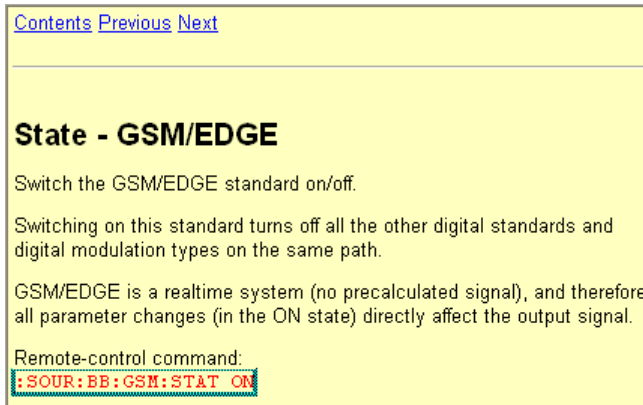 Contents Previous Next
State - GSM/EDGE
Switch the GSM/EDGE standard on/off.
Switching on this standard turns off all the other digital standards and
digital modulation types on the same path.
GSM/EDGE is a realtime system (no precalculated signal), and therefore
all parameter changes (in the ON state) directly affect the output signal.
Remote-control command:
:SOUR:BB:GSM:STAT ON